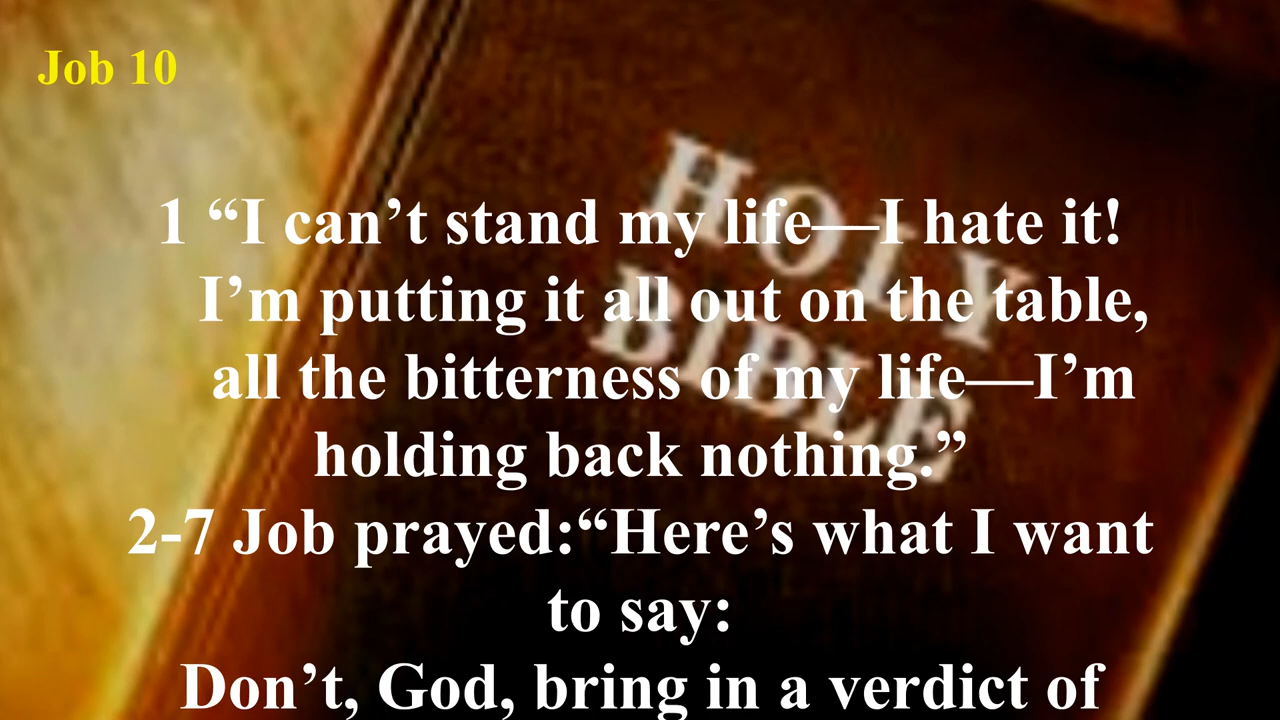 Job 10
HOLY
BIBLE
1 “I can’t stand my life—I hate it!
I’m putting it all out on the table,
all the bitterness of my life—I’m
holding back nothing.”
2-7 Job prayed:“Here’s what I want
to say:
Don’t, God, bring in a verdict of